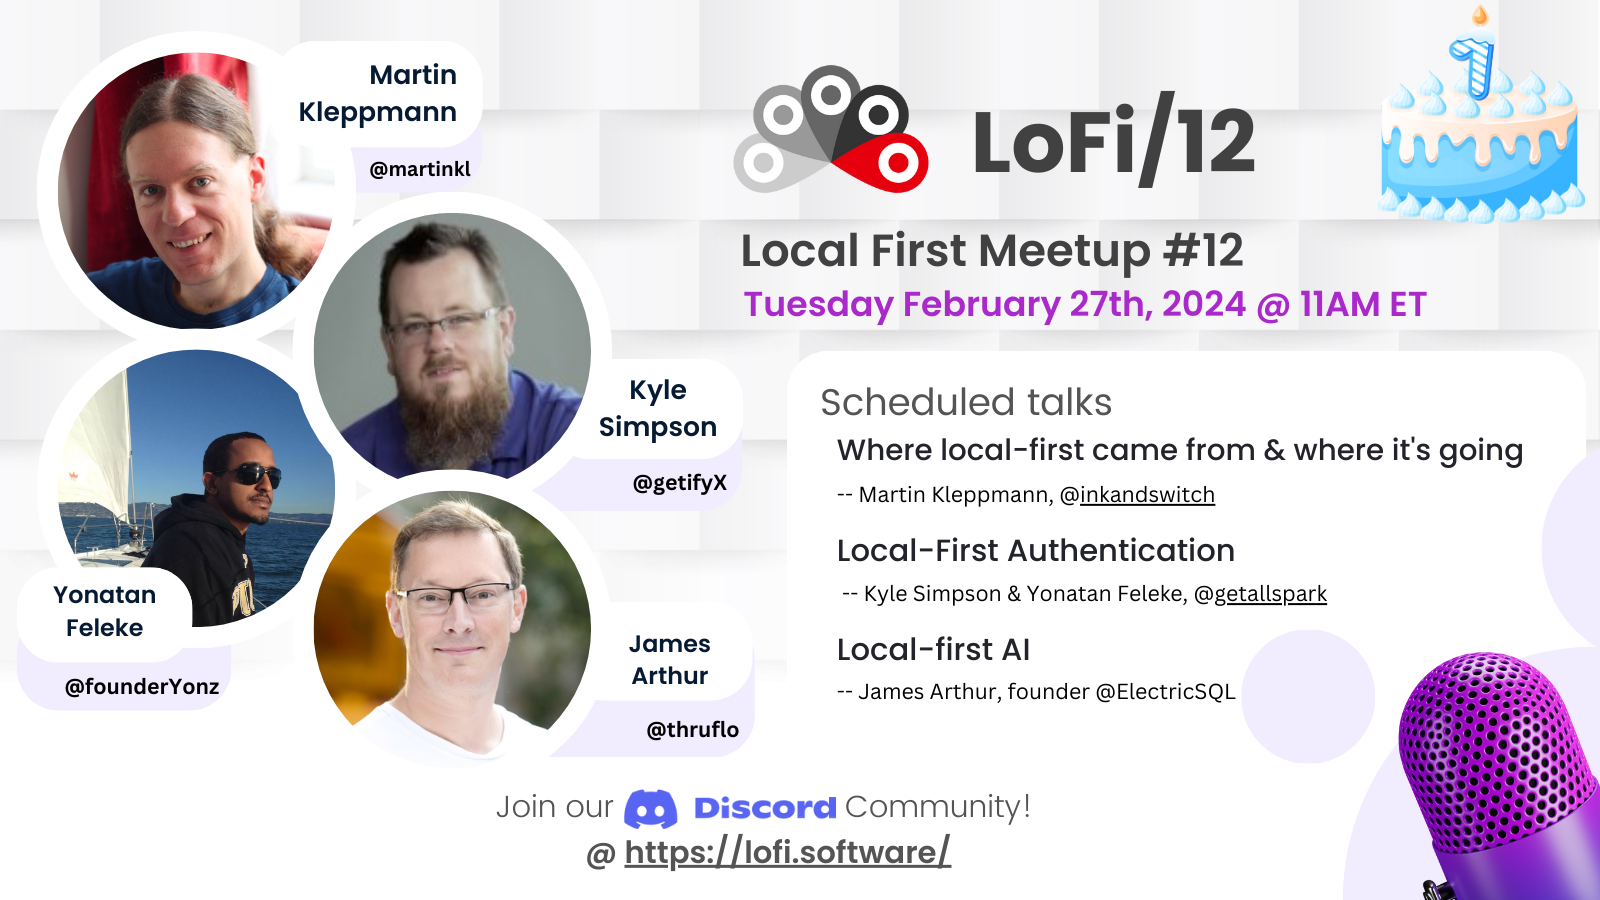 Martin
Kleppmann
@martinkl
Kyle
Simpson
@getifyX
Yonatan
Feleke
@founderYonz
James
Arthur
@thruflo
LoFi/12
1
Local First Meetup #12
Tuesday February 27th, 2024 @ 11AM ET
Scheduled talks
Where local-first came from & where it's going
-- Martin Kleppmann, @inkandswitch
Local-First Authentication
-- Kyle Simpson & Yonatan Feleke, @getallspark
Local-first AI
-- James Arthur, founder @ElectricSQL
Join our Discord Community!
@ https://lofi.software/